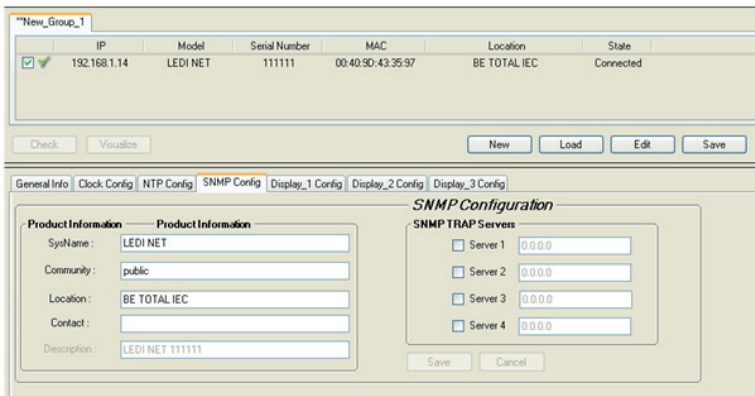 **New_Group_1
IP Model Serial Number MAC Location State
192.168.1.14 LEDI NET 111111 00:40:9D:43:35:97 BE TOTAL IEC Connected
Check Visualize New Load Edit Save
General Info Clock Config NTP Config SNMP Config Display_1 Config Display_2 Config Display_3 Config
SNMP Configuration
Product Information Product Information
SysName : LEDI NET
Community : public
Location : BE TOTAL IEC
Contact :
Description : LEDI NET 111111
SNMP TRAP Servers
Server 1 0.0.0.0
Server 2 0.0.0.0
Server 3 0.0.0.0
Server 4 0.0.0.0
Save Cancel